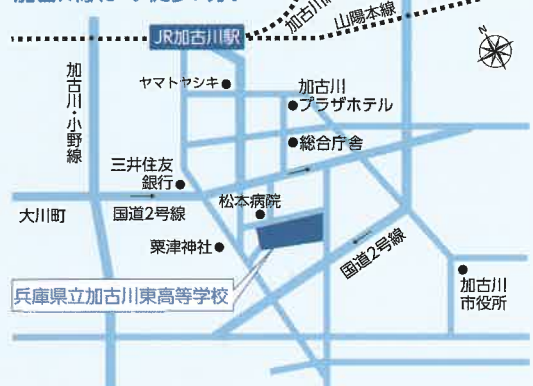 加古川
山陽本線
N
JR加古川駅
加古川・小野線
ヤマトヤシキ
加古川
プラザホテル
総合庁舎
三井住友
銀行
松本病院
大川町
国道2号線
粟津神社
国道2号線
兵庫県立加古川東高等学校
加古川
市役所